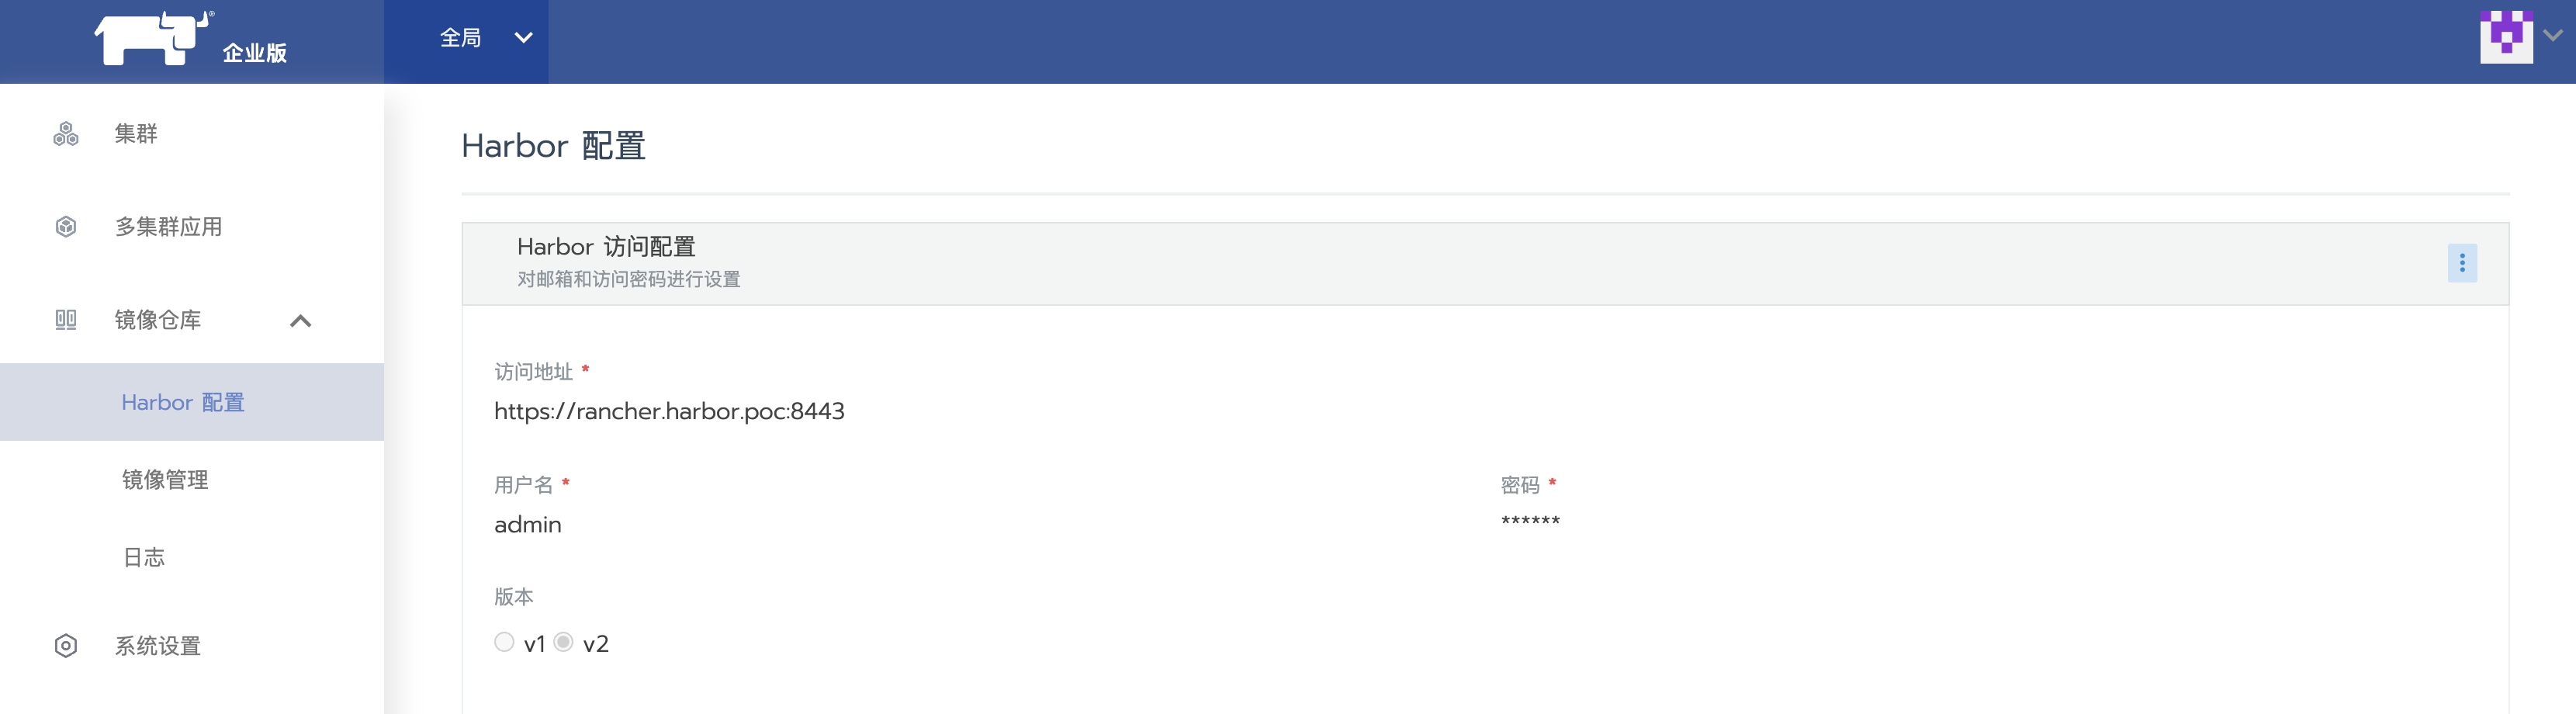 企业版
全局
集群
多集群应用
镜像仓库
Harbor 配置
镜像管理
日志
系统设置
Harbor 配置
Harbor 访问配置
对邮箱和访问密码进行设置
访问地址 *
https://rancher.harbor.poc:8443
用户名 *
admin
密码 *
******
版本
v1 v2